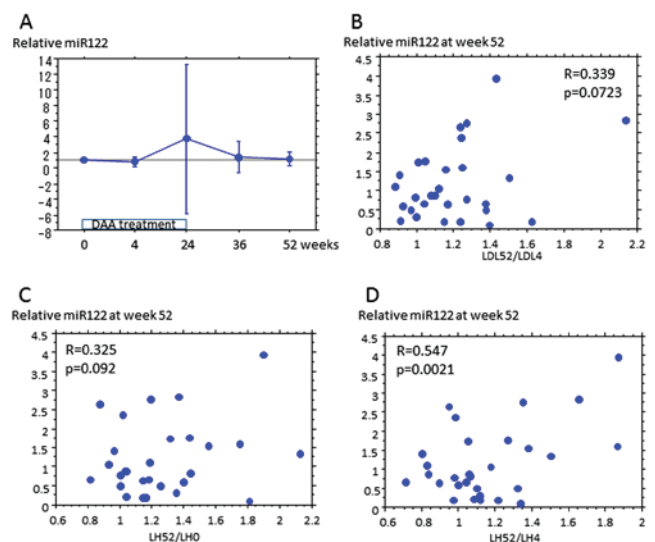 A
Relative miR122
14
12
10
8
6
4
2
0
−2
−4
−6
−8
DAA treatment
0 4 24 36 52 weeks
B
Relative miR122 at week 52
4.5
4
3.5
3
2.5
2
1.5
1
0.5
0
R=0.339
p=0.0723
0.8 1 1.2 1.4 1.6 1.8 2 2.2
LDL52/LDL4
C
Relative miR122 at week 52
4.5
4
3.5
3
2.5
2
1.5
1
0.5
0
R=0.325
p=0.092
0.6 0.8 1 1.2 1.4 1.6 1.8 2 2.2
LH52/LH0
D
Relative miR122 at week 52
4.5
4
3.5
3
2.5
2
1.5
1
0.5
0
R=0.547
p=0.0021
0.6 0.8 1 1.2 1.4 1.6 1.8 2
LH52/LH4